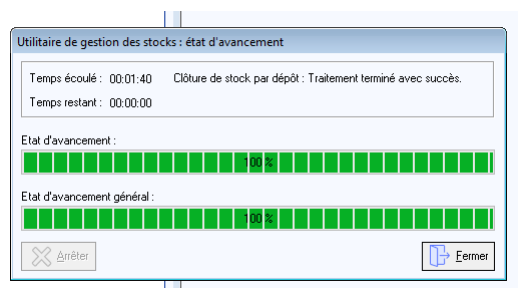 Utilitaire de gestion des stocks : état d'avancement
Temps écoulé : 00:01:40 Clôture de stock par dépôt : Traitement terminé avec succès.
Temps restant : 00:00:00
Etat d'avancement :
100 %
Etat d'avancement général :
100 %
Arrêter Fermer